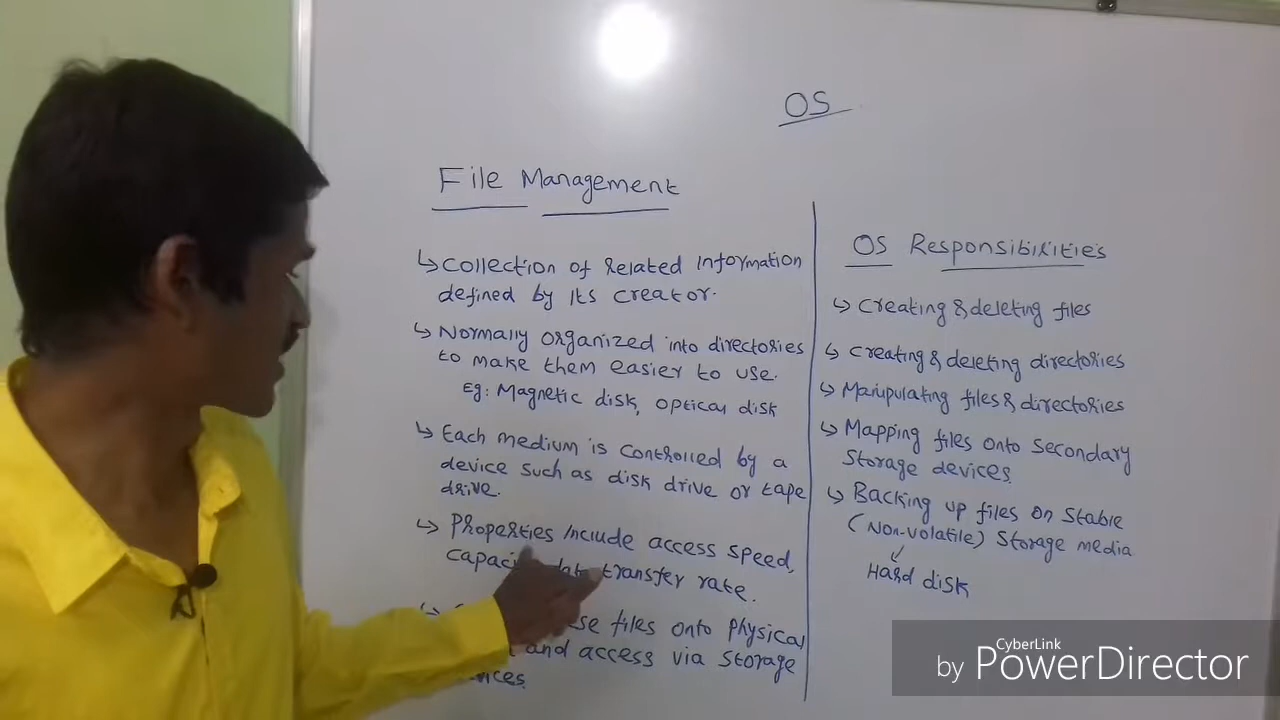 OS
File Management
↳ Collection of related information
defined by its creator.
↳ Normally organized into directories
to make them easier to use.
Eg: Magnetic disk, optical disk
↳ Each medium is controlled by a
device such as disk drive or tape
drive.
↳ Properties include access speed,
transfer rate.
files onto physical
and access via storage
OS Responsibilities
↳ Creating & deleting files
↳ Creating & deleting directories
↳ Manipulating files & directories
↳ Mapping files onto secondary
storage devices
↳ Backing up files on stable
(Non-volatile) storage media
Hard disk
CyberLink
by PowerDirector